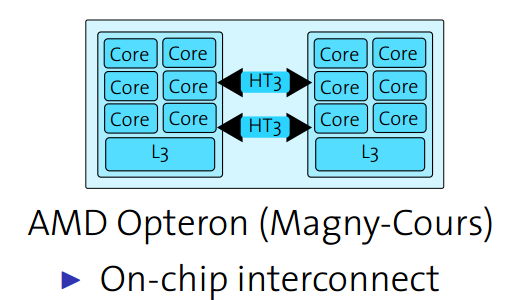 Core Core Core Core
HT3
Core Core Core Core
HT3
Core Core Core Core
L3 L3
AMD Opteron (Magny-Cours)
▶ On-chip interconnect